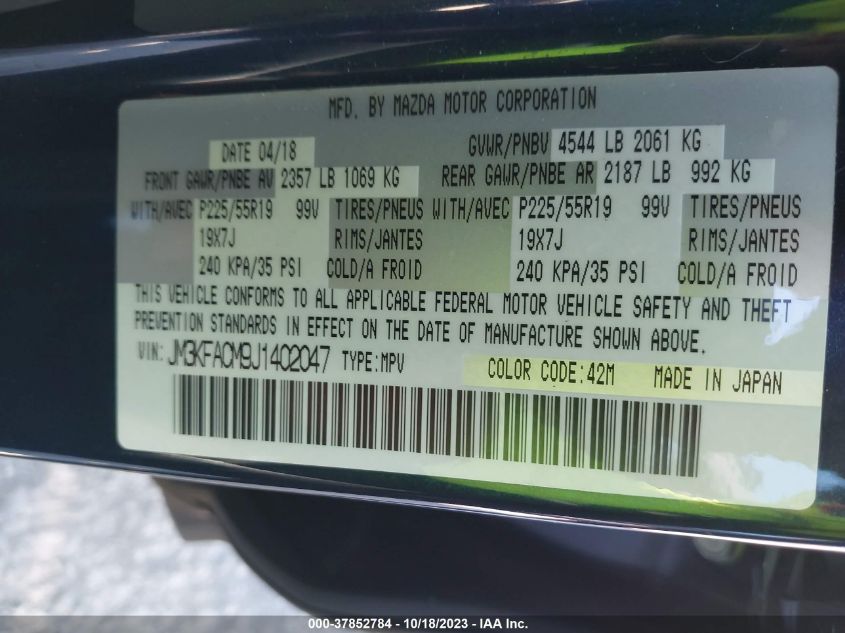 MFD. BY MAZDA MOTOR CORPORATION
DATE 04/18 GVWR/PNBV 4544 LB 2061 KG
FRONT GAWR/PNBE AV 2357 LB 1069 KG REAR GAWR/PNBE AR 2187 LB 992 KG
WITH/AVEC P225/55R19 99V TIRES/PNEUS WITH/AVEC P225/55R19 99V TIRES/PNEUS
19X7J RIMS/JANTES 19X7J RIMS/JANTES
240 KPA/35 PSI COLD/A FROID 240 KPA/35 PSI COLD/A FROID
THIS VEHICLE CONFORMS TO ALL APPLICABLE FEDERAL MOTOR VEHICLE SAFETY AND THEFT
PREVENTION STANDARDS IN EFFECT ON THE DATE OF MANUFACTURE SHOWN ABOVE.
VIN: JM3KFACM9J1402047 TYPE:MPV COLOR CODE:42M MADE IN JAPAN
000-37852784 - 10/18/2023 - IAA Inc.